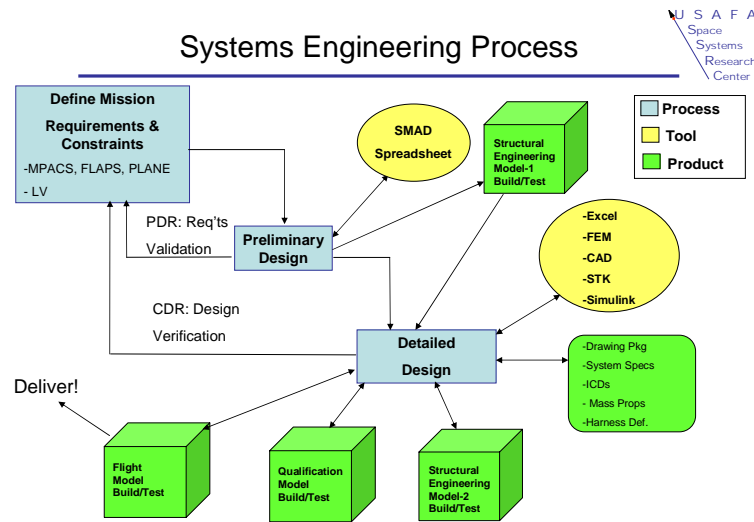 U S A F A
Space
Systems
Research
Center
Systems Engineering Process
Define Mission
Requirements &
Constraints
-MPACS, FLAPS, PLANE
- LV
SMAD
Spreadsheet
Structural
Engineering
Model-1
Build/Test
Process
Tool
Product
PDR: Req'ts
Validation
Preliminary
Design
-Excel
-FEM
-CAD
-STK
-Simulink
CDR: Design
Verification
Detailed
Design
-Drawing Pkg
-System Specs
-ICDs
- Mass Props
-Harness Def.
Deliver!
Flight
Model
Build/Test
Qualification
Model
Build/Test
Structural
Engineering
Model-2
Build/Test